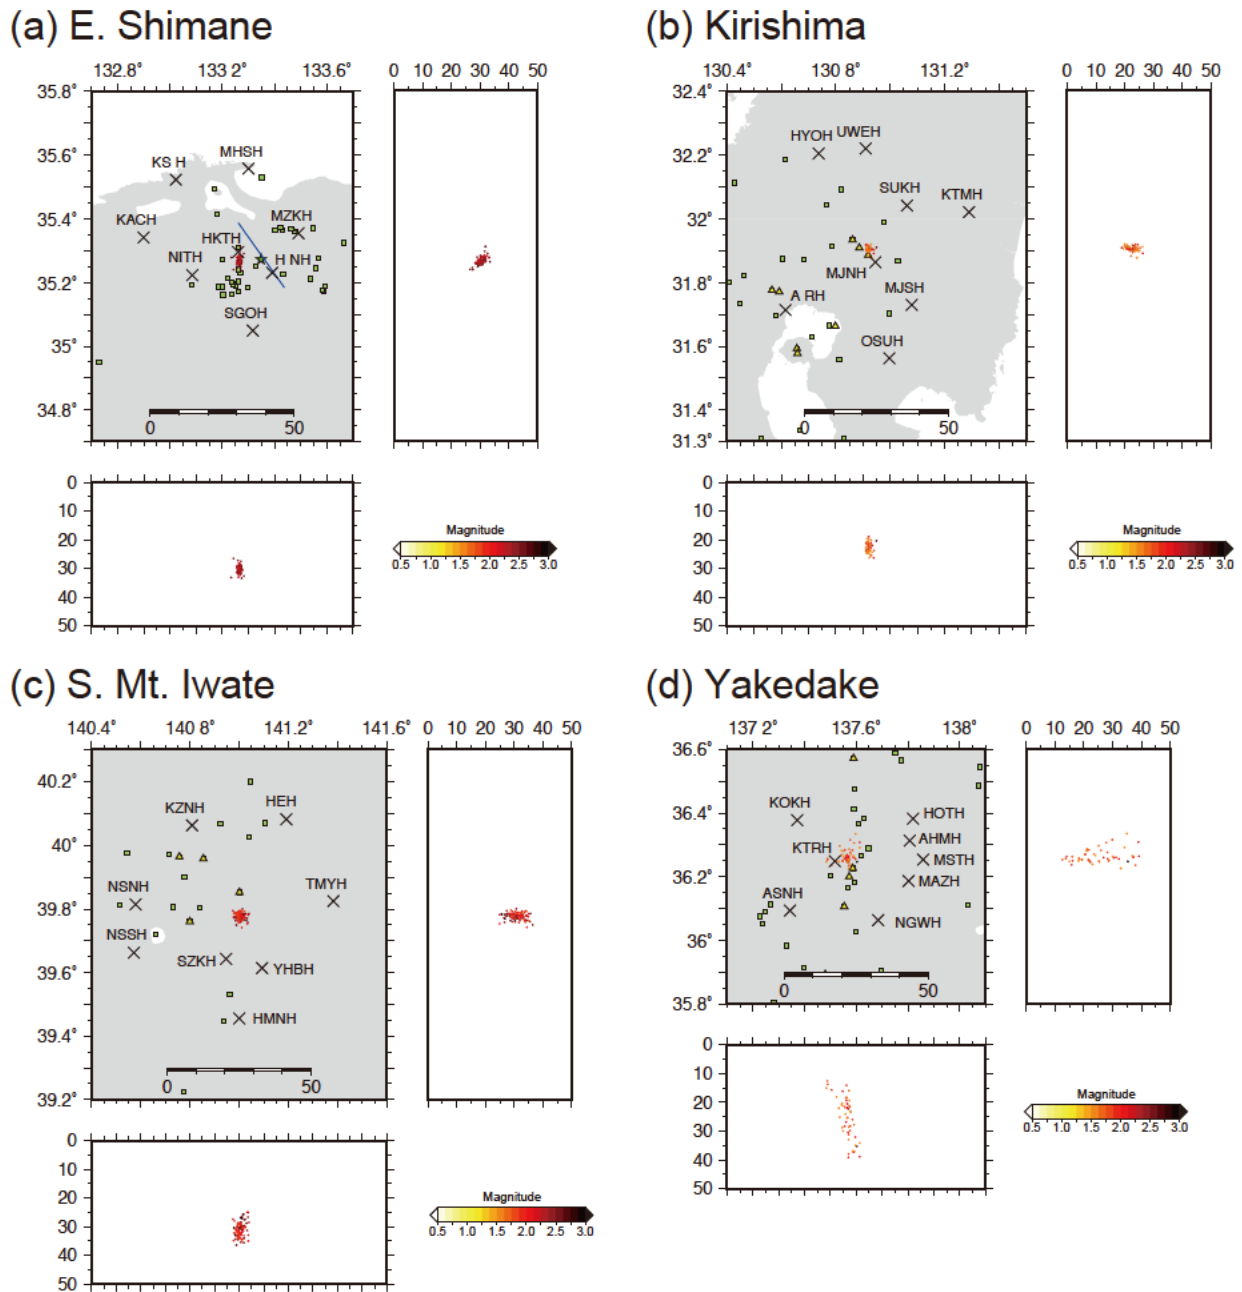 (a) E. Shimane
132.8° 133.2° 133.6°
0 10 20 30 40 50
35.8°
35.6°
35.4°
35.2°
35°
34.8°
MHSH
KS H
KACH
MZKH
HKTH
NITH
H NH
SGOH
0 50
0
10
20
30
40
50
Magnitude
0.5 1.0 1.5 2.0 2.5 3.0
(b) Kirishima
130.4° 130.8° 131.2°
0 10 20 30 40 50
32.4°
32.2°
32°
31.8°
31.6°
31.4°
31.3°
HYOH UWEH
SUKH
KTMH
MJNH
A RH
MJSH
OSUH
0 50
0
10
20
30
40
50
Magnitude
0.5 1.0 1.5 2.0 2.5 3.0
(c) S. Mt. Iwate
140.4° 140.8° 141.2° 141.6°
0 10 20 30 40 50
40.2°
40°
39.8°
39.6°
39.4°
39.2°
KZNH
HEH
NSNH
TMYH
NSSH
SZKH
YHBH
HMNH
0 50
0
10
20
30
40
50
Magnitude
0.5 1.0 1.5 2.0 2.5 3.0
(d) Yakedake
137.2° 137.6° 138°
0 10 20 30 40 50
36.6°
36.4°
36.2°
36°
35.8°
KOKH
HOTH
AHMH
KTRH
MSTH
MAZH
ASNH
NGWH
0 50
0
10
20
30
40
50
Magnitude
0.5 1.0 1.5 2.0 2.5 3.0